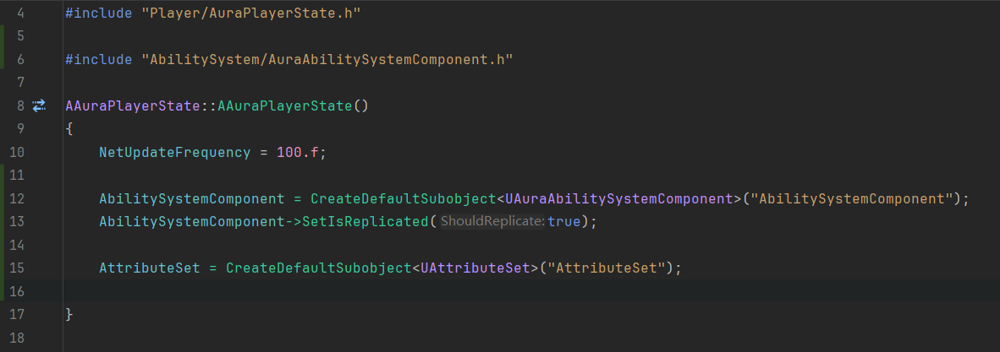 4 #include "Player/AuraPlayerState.h"
5
6 #include "AbilitySystem/AuraAbilitySystemComponent.h"
7
8 AAuraPlayerState::AAuraPlayerState()
9 {
10 NetUpdateFrequency = 100.f;
11
12 AbilitySystemComponent = CreateDefaultSubobject<UAuraAbilitySystemComponent>("AbilitySystemComponent");
13 AbilitySystemComponent->SetIsReplicated(ShouldReplicate:true);
14
15 AttributeSet = CreateDefaultSubobject<UAttributeSet>("AttributeSet");
16
17 }
18